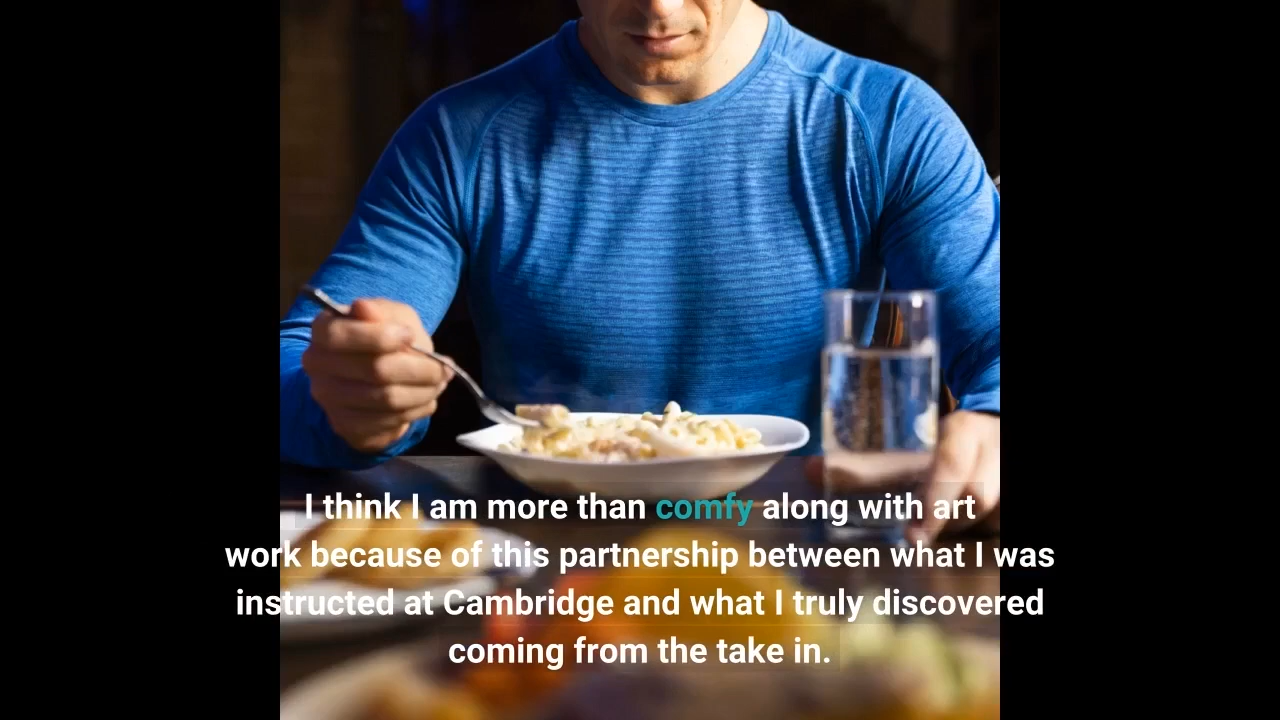 I think I am more than comfy along with art
work because of this partnership between what I was
instructed at Cambridge and what I truly discovered
coming from the take in.